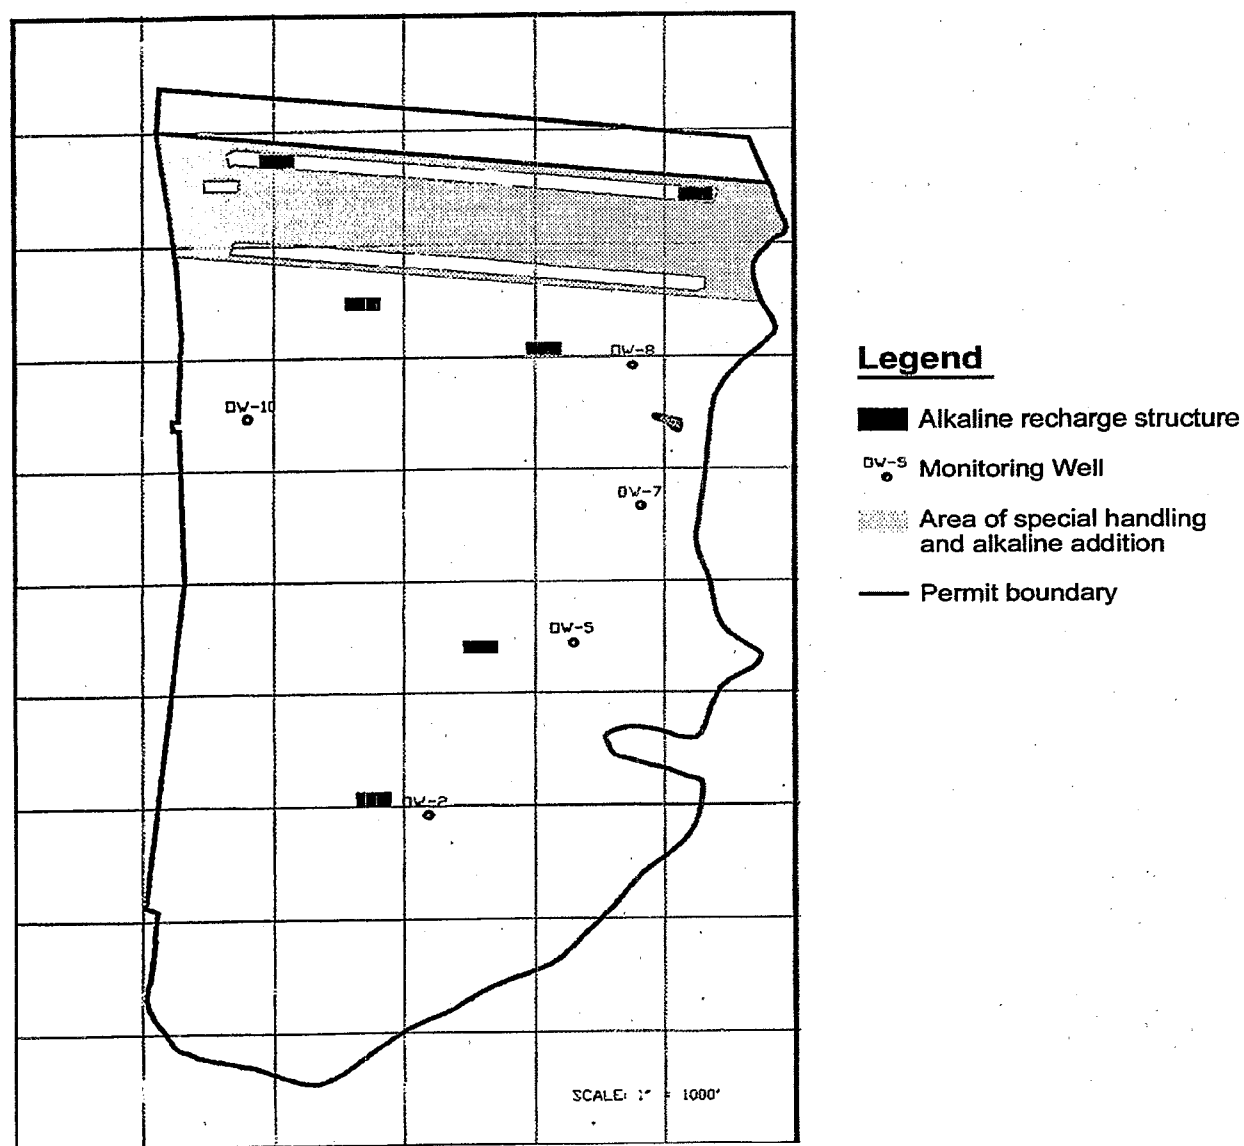 OW-8
OW-10
OW-7
OW-5
OW-2
SCALE: 1" = 1000'
Legend
Alkaline recharge structure
OW-5 Monitoring Well
Area of special handling
and alkaline addition
Permit boundary